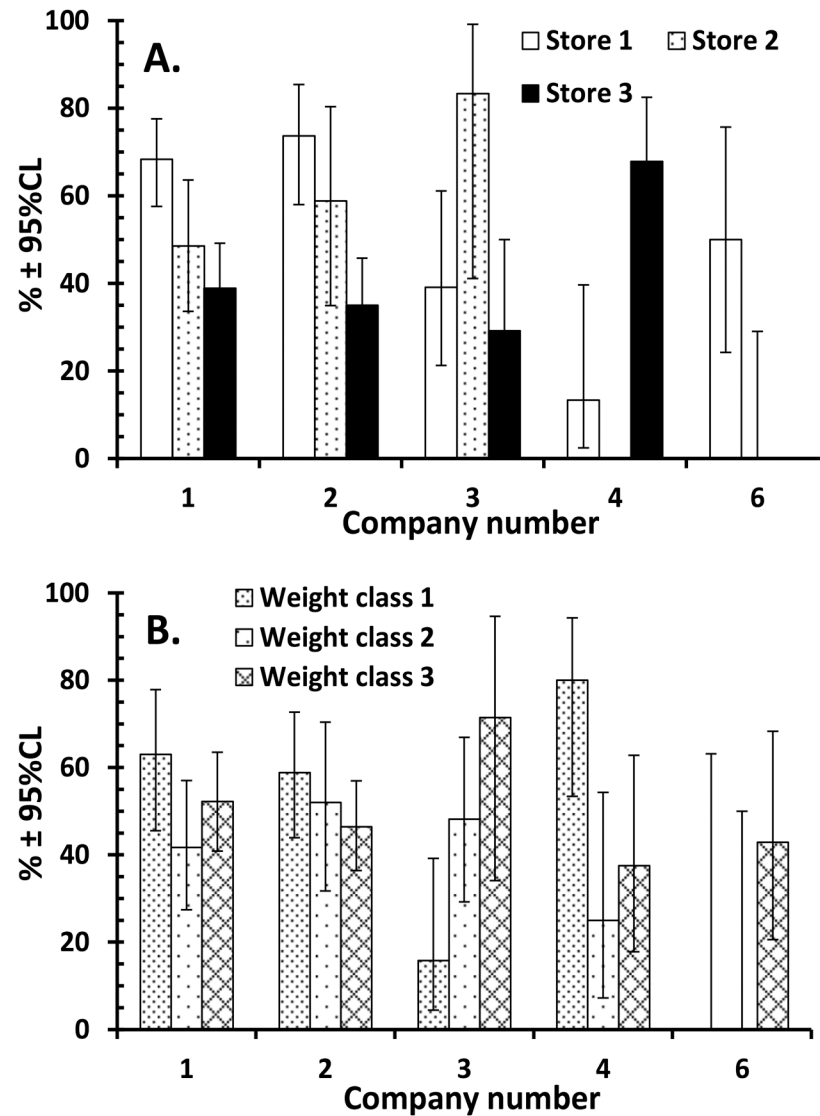 100
80
60
40
20
0
% ± 95%CL
A.
Store 1 Store 2
Store 3
1 2 3 4 6
Company number
100
80
60
40
20
0
% ± 95%CL
B.
Weight class 1
Weight class 2
Weight class 3
1 2 3 4 6
Company number